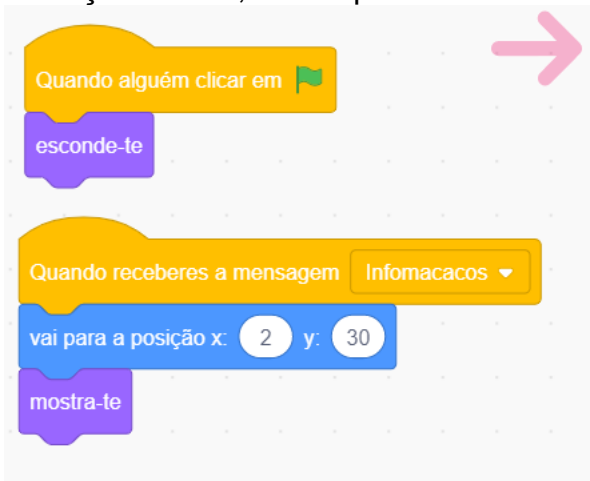 Quando alguém clicar em
esconde-te
Quando receberes a mensagem Infomacacos
vai para a posição x: 2 y: 30
mostra-te